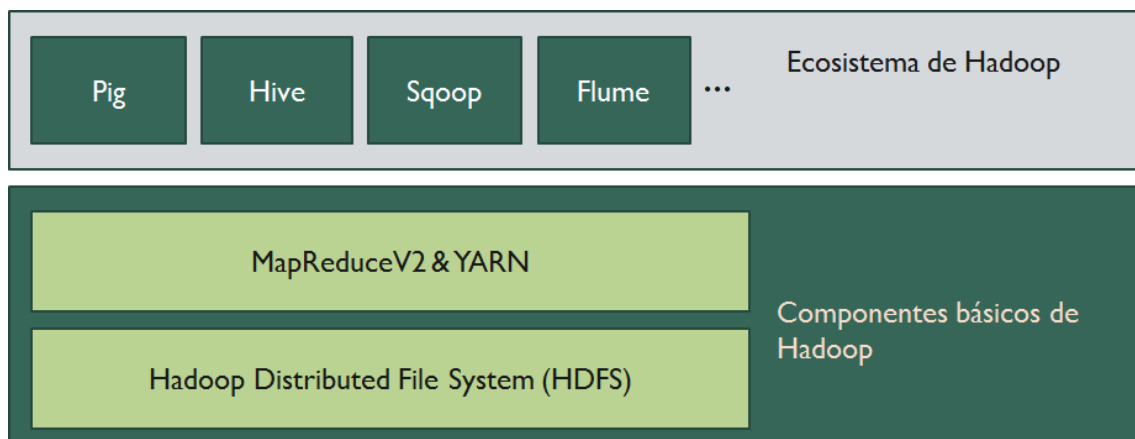 Pig
Hive
Sqoop
Flume
...
Ecosistema de Hadoop
MapReduceV2 & YARN
Hadoop Distributed File System (HDFS)
Componentes básicos de
Hadoop